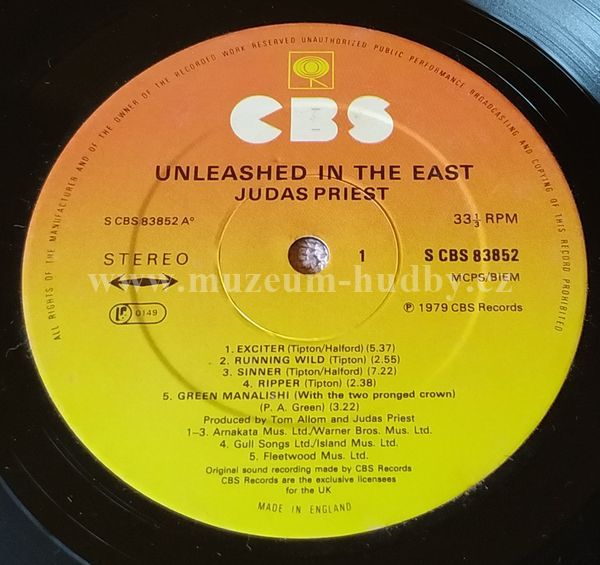 ALL RIGHTS OF THE MANUFACTURER AND OF THE OWNER OF THE RECORDED WORK RESERVED UNAUTHORIZED PUBLIC PERFORMANCE BROADCASTING AND COPYING OF THIS RECORD PROHIBITED
CBS
UNLEASHED IN THE EAST
JUDAS PRIEST
S CBS 83852 A°
33⅓ RPM
STEREO
1
S CBS 83852
MCPS/BIEM
www.muzeum-hudby.cz
LC 0149
℗ 1979 CBS Records
1. EXCITER (Tipton/Halford) (5.37)
2. RUNNING WILD (Tipton) (2.55)
3. SINNER (Tipton/Halford) (7.22)
4. RIPPER (Tipton) (2.38)
5. GREEN MANALISHI (With the two pronged crown)
(P. A. Green) (3.22)
Produced by Tom Allom and Judas Priest
1–3. Arnakata Mus. Ltd./Warner Bros. Mus. Ltd.
4. Gull Songs Ltd./Island Mus. Ltd.
5. Fleetwood Mus. Ltd.
Original sound recording made by CBS Records
CBS Records are the exclusive licensees
for the UK
MADE IN ENGLAND